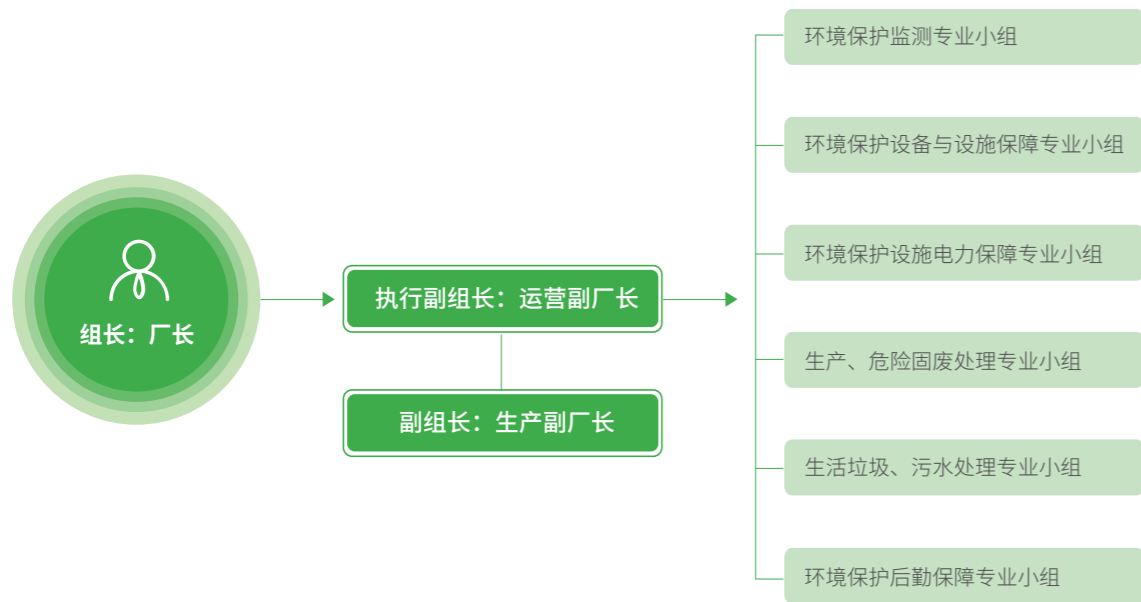 组长：厂长
执行副组长：运营副厂长
副组长：生产副厂长
环境保护监测专业小组
环境保护设备与设施保障专业小组
环境保护设施电力保障专业小组
生产、危险固废处理专业小组
生活垃圾、污水处理专业小组
环境保护后勤保障专业小组